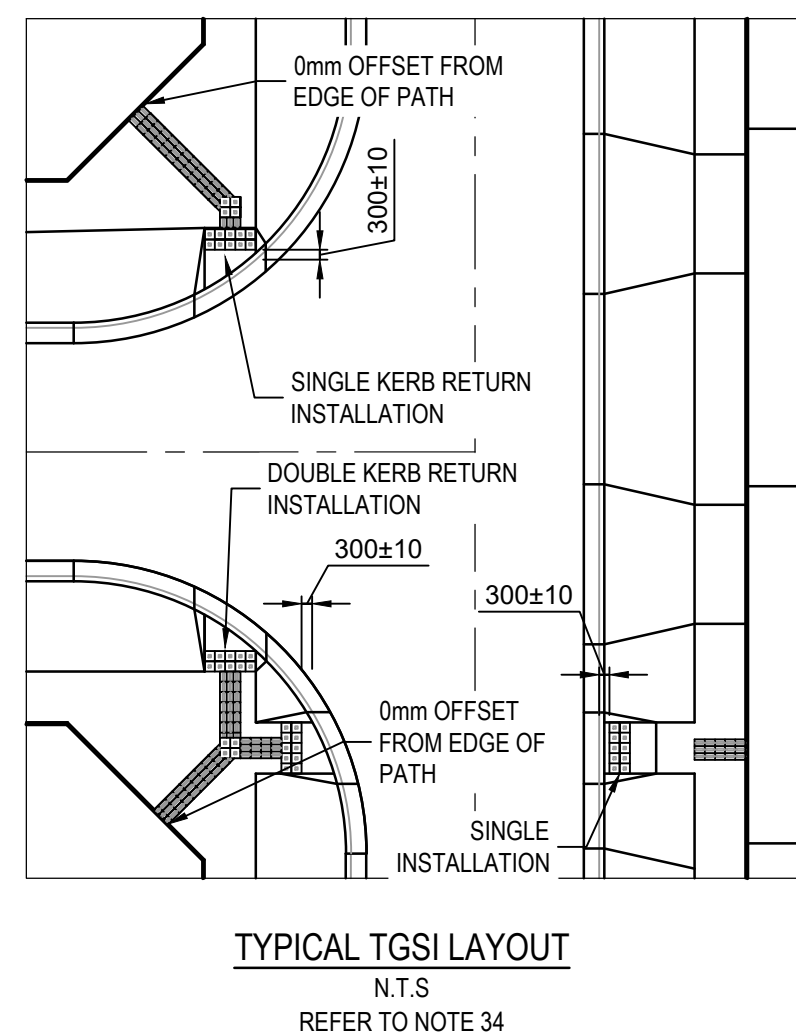 0mm OFFSET FROM
EDGE OF PATH
300±10
SINGLE KERB RETURN
INSTALLATION
DOUBLE KERB RETURN
INSTALLATION
300±10
300±10
0mm OFFSET
FROM EDGE OF
PATH
SINGLE
INSTALLATION
TYPICAL TGSI LAYOUT
N.T.S
REFER TO NOTE 34